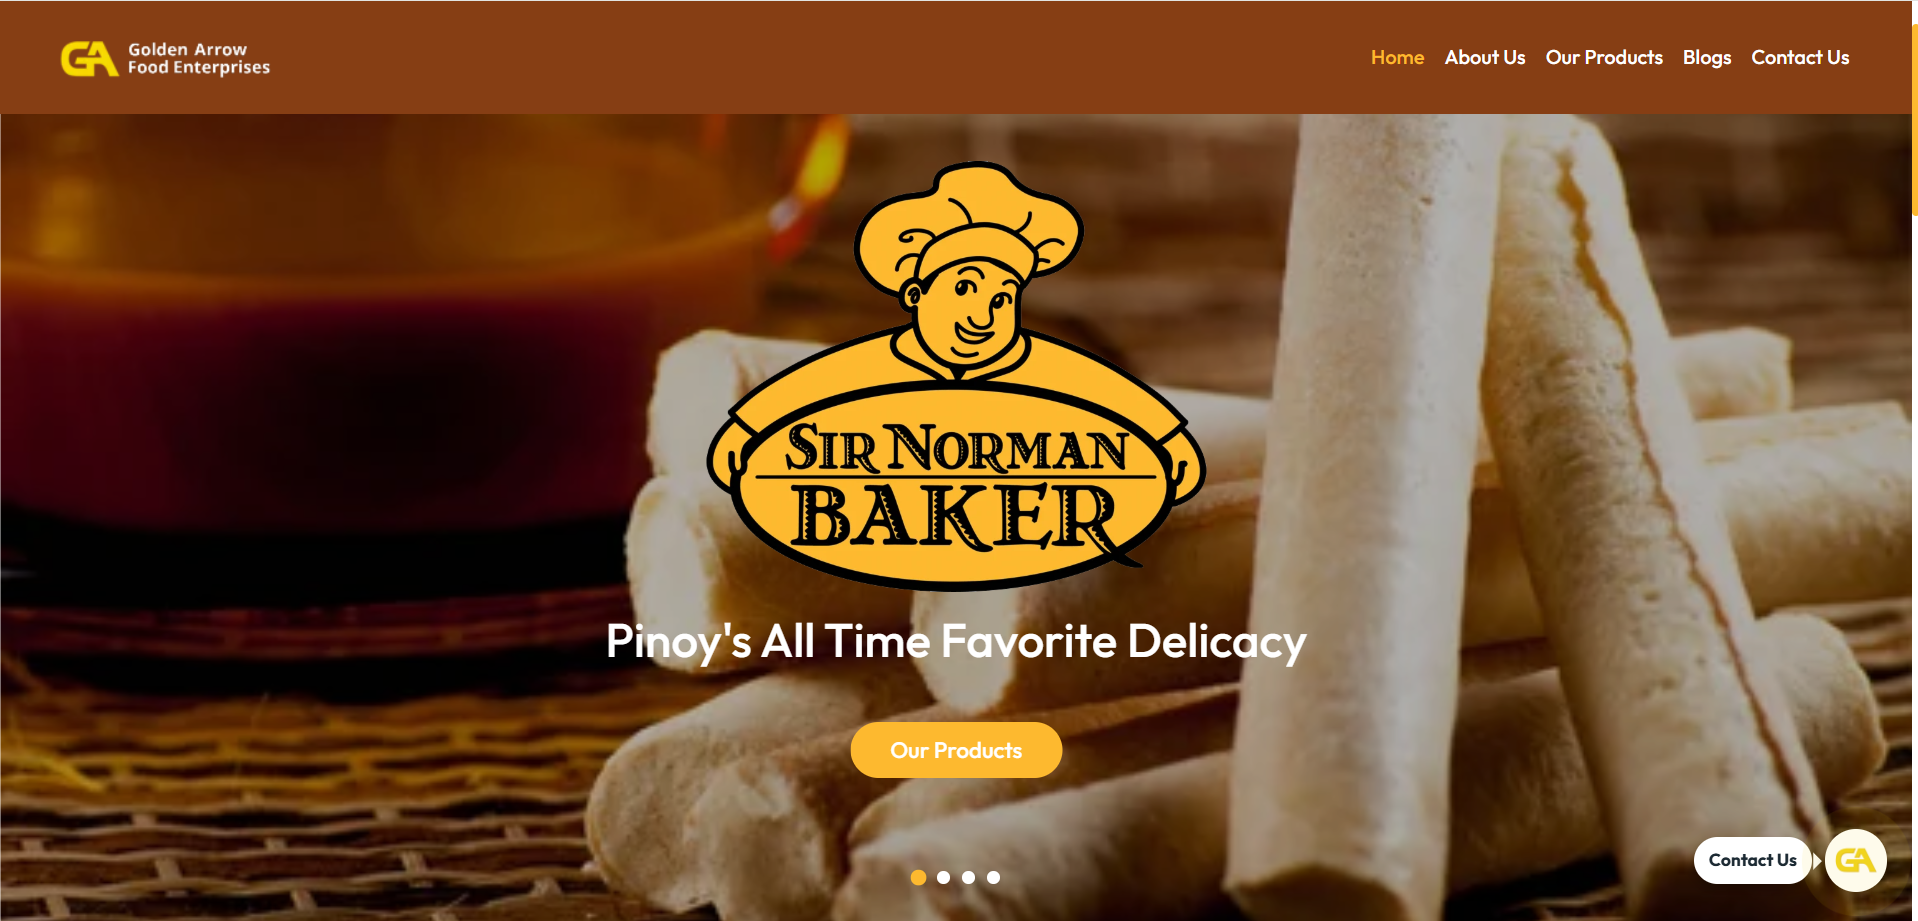 GA
Golden Arrow
Food Enterprises
Home About Us Our Products Blogs Contact Us
SIR NORMAN
BAKER
Pinoy's All Time Favorite Delicacy
Our Products
Contact Us
GA